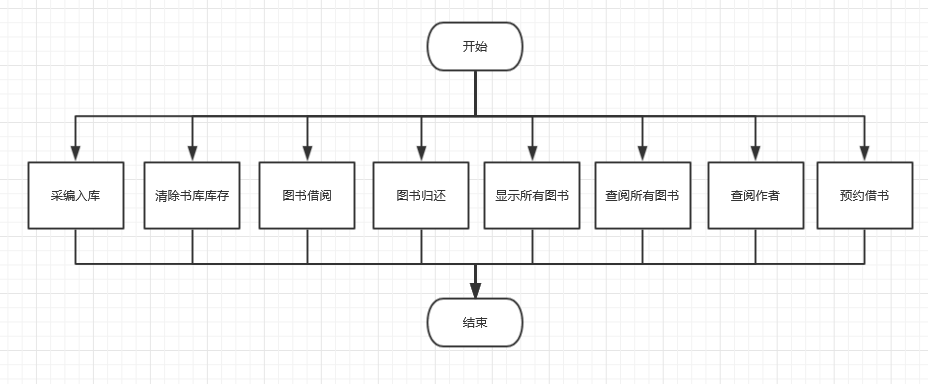 开始
采编入库
清除书库库存
图书借阅
图书归还
显示所有图书
查阅所有图书
查阅作者
预约借书
结束